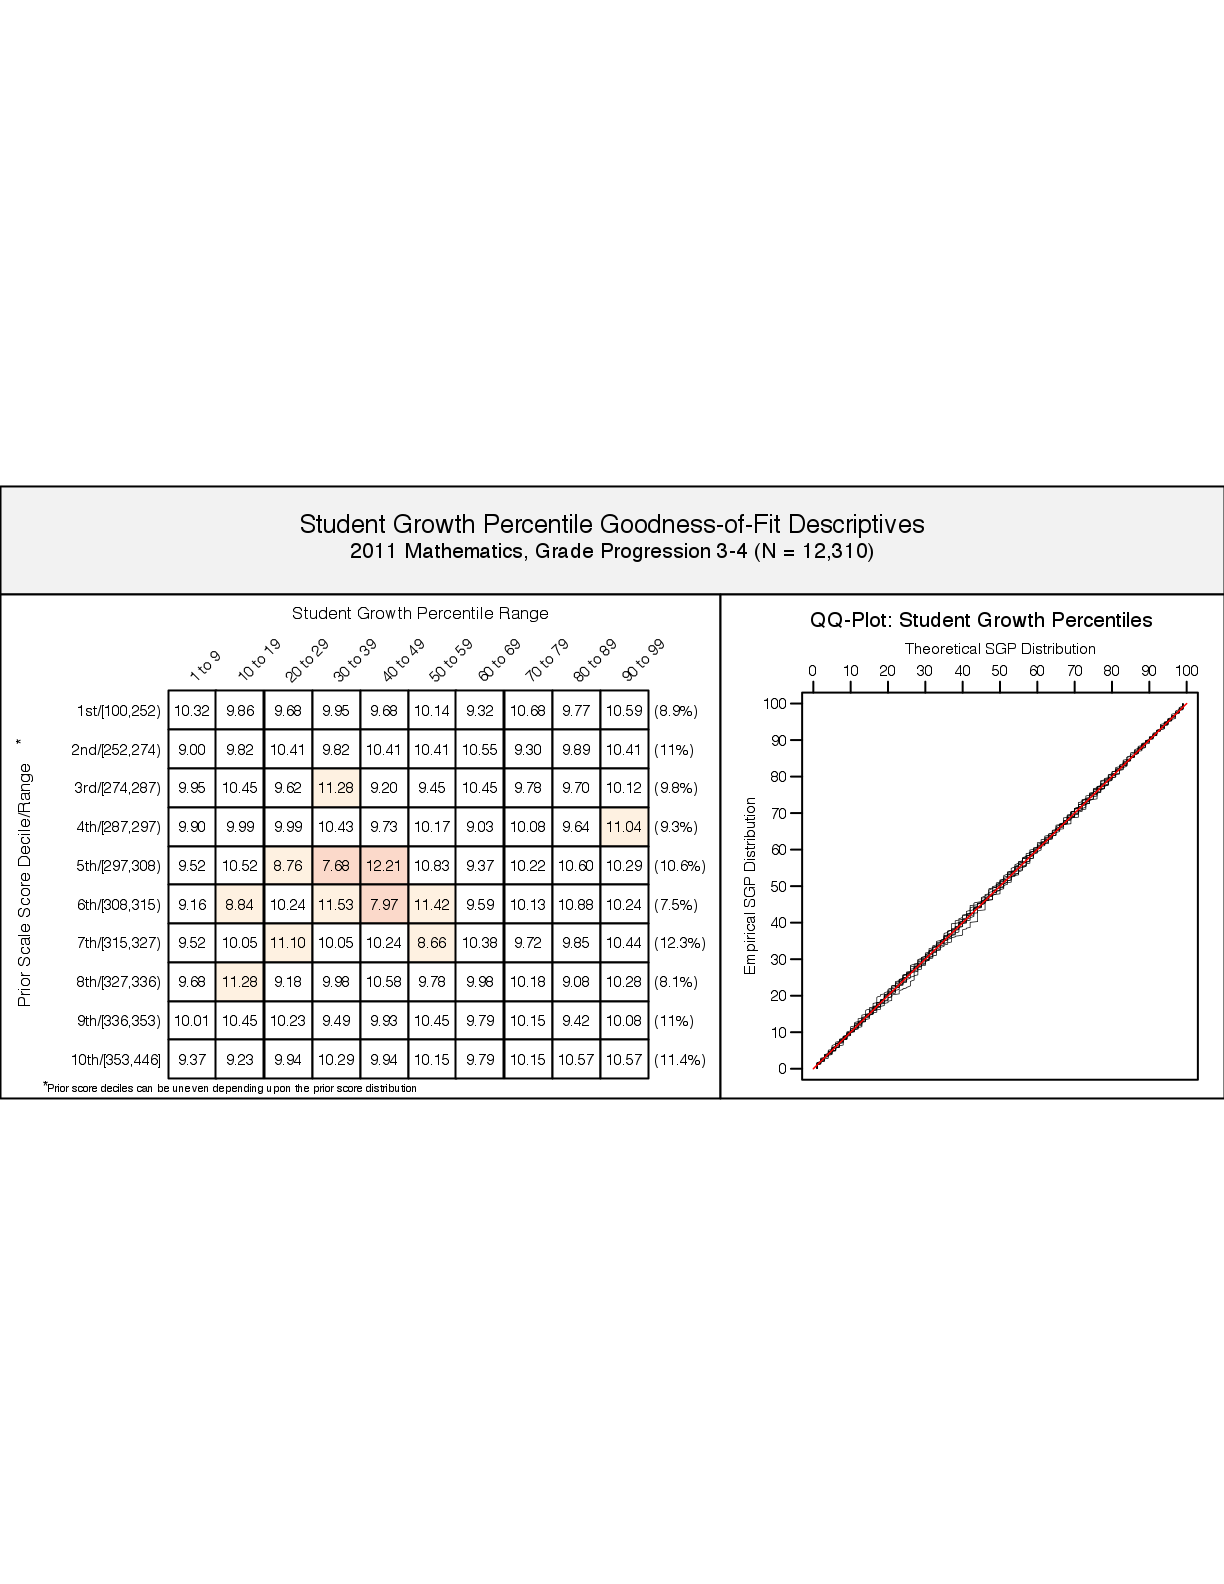 Student Growth Percentile Goodness-of-Fit Descriptives
2011 Mathematics, Grade Progression 3-4 (N = 12,310)
Student Growth Percentile Range
1 to 9 10 to 19 20 to 29 30 to 39 40 to 49 50 to 59 60 to 69 70 to 79 80 to 89 90 to 99
Prior Scale Score Decile/Range *
1st/[100,252) 10.32 9.86 9.68 9.95 9.68 10.14 9.32 10.68 9.77 10.59 (8.9%)
2nd/[252,274) 9.00 9.82 10.41 9.82 10.41 10.41 10.55 9.30 9.89 10.41 (11%)
3rd/[274,287) 9.95 10.45 9.62 11.28 9.20 9.45 10.45 9.78 9.70 10.12 (9.8%)
4th/[287,297) 9.90 9.99 9.99 10.43 9.73 10.17 9.03 10.08 9.64 11.04 (9.3%)
5th/[297,308) 9.52 10.52 8.76 7.68 12.21 10.83 9.37 10.22 10.60 10.29 (10.6%)
6th/[308,315) 9.16 8.84 10.24 11.53 7.97 11.42 9.59 10.13 10.88 10.24 (7.5%)
7th/[315,327) 9.52 10.05 11.10 10.05 10.24 8.66 10.38 9.72 9.85 10.44 (12.3%)
8th/[327,336) 9.68 11.28 9.18 9.98 10.58 9.78 9.98 10.18 9.08 10.28 (8.1%)
9th/[336,353) 10.01 10.45 10.23 9.49 9.93 10.45 9.79 10.15 9.42 10.08 (11%)
10th/[353,446] 9.37 9.23 9.94 10.29 9.94 10.15 9.79 10.15 10.57 10.57 (11.4%)
*Prior score deciles can be uneven depending upon the prior score distribution
QQ-Plot: Student Growth Percentiles
Theoretical SGP Distribution
0 10 20 30 40 50 60 70 80 90 100
Empirical SGP Distribution
100
90
80
70
60
50
40
30
20
10
0